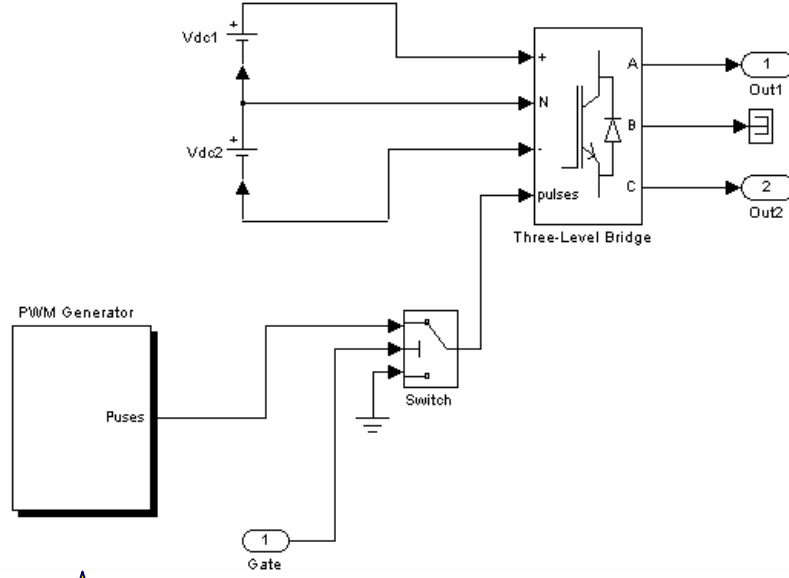 Vdc1
+
Vdc2
+
+
N
-
pulses
A
B
C
Three-Level Bridge
1
Out1
2
Out2
PWM Generator
Puses
Switch
1
Gate